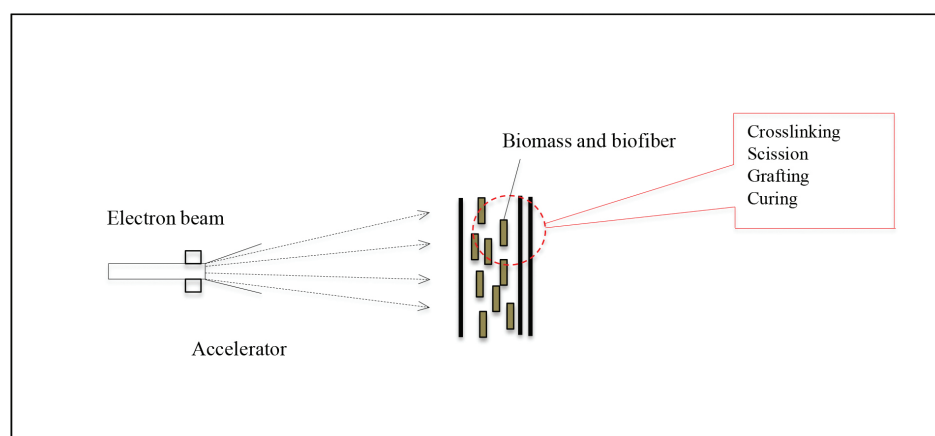 Biomass and biofiber
Crosslinking
Scission
Grafting
Curing
Electron beam
Accelerator